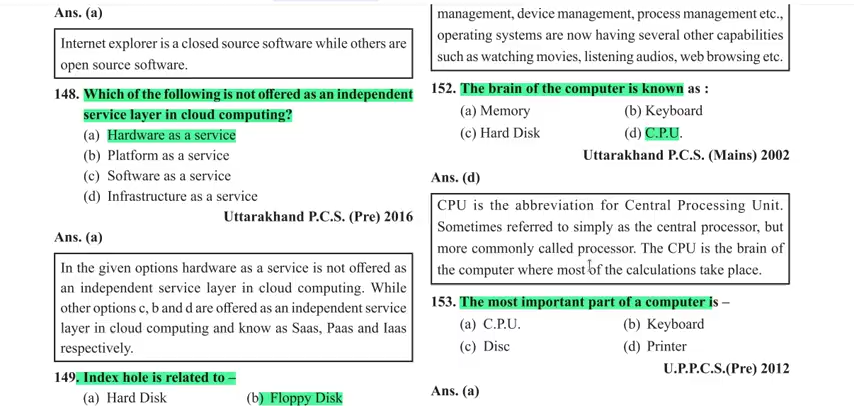 Ans. (a)
Internet explorer is a closed source software while others are
open source software.
148. Which of the following is not offered as an independent
service layer in cloud computing?
(a) Hardware as a service
(b) Platform as a service
(c) Software as a service
(d) Infrastructure as a service
Uttarakhand P.C.S. (Pre) 2016
Ans. (a)
In the given options hardware as a service is not offered as
an independent service layer in cloud computing. While
other options c, b and d are offered as an independent service
layer in cloud computing and know as Saas, Paas and Iaas
respectively.
149. Index hole is related to –
(a) Hard Disk (b) Floppy Disk
management, device management, process management etc.,
operating systems are now having several other capabilities
such as watching movies, listening audios, web browsing etc.
152. The brain of the computer is known as :
(a) Memory (b) Keyboard
(c) Hard Disk (d) C.P.U.
Uttarakhand P.C.S. (Mains) 2002
Ans. (d)
CPU is the abbreviation for Central Processing Unit.
Sometimes referred to simply as the central processor, but
more commonly called processor. The CPU is the brain of
the computer where most of the calculations take place.
153. The most important part of a computer is –
(a) C.P.U. (b) Keyboard
(c) Disc (d) Printer
U.P.P.C.S.(Pre) 2012
Ans. (a)